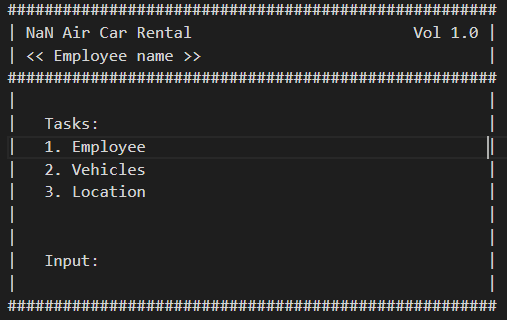 #####################################################
| NaN Air Car Rental                        Vol 1.0 |
| << Employee name >>                               |
#####################################################
|                                                   |
|   Tasks:                                          |
|   1. Employee                                     |
|   2. Vehicles                                     |
|   3. Location                                     |
|                                                   |
|                                                   |
|   Input:                                          |
|                                                   |
#####################################################